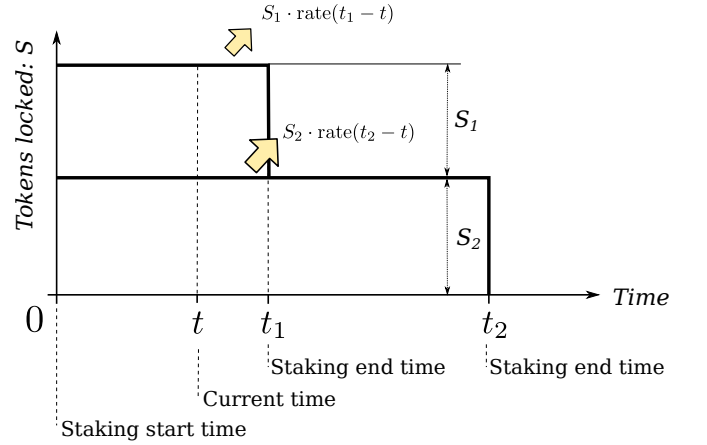 S₁ · rate(t₁ − t)
Tokens locked: S
S₂ · rate(t₂ − t)
S₁
S₂
Time
0
t
t₁
t₂
Staking end time
Staking end time
Current time
Staking start time